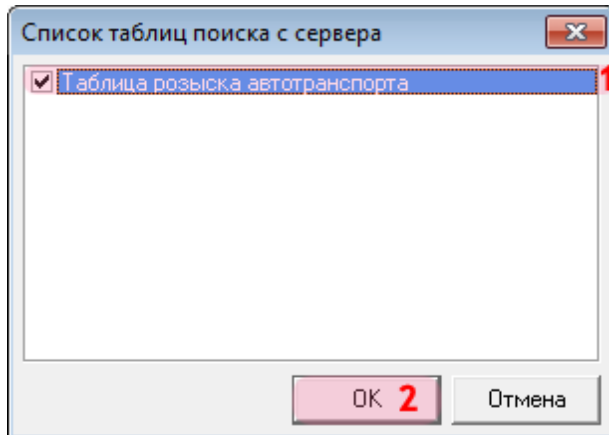 Список таблиц поиска с сервера
Таблица розыска автотранспорта 1
OK 2 Отмена